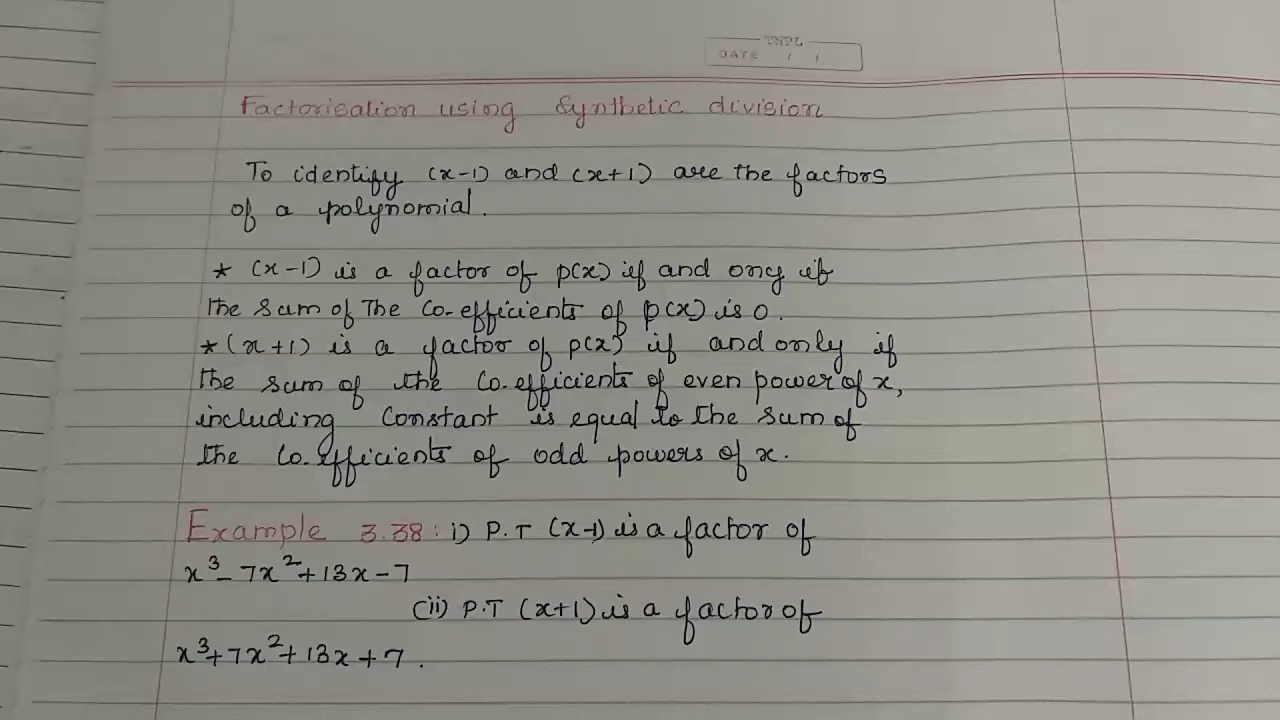 TNPL
DATE / /
Factorisation using Synthetic division
To identify (x-1) and (x+1) are the factors
of a polynomial.
* (x-1) is a factor of p(x) if and ony if
the sum of The Co-efficients of p(x) is 0.
* (x+1) is a factor of p(x) if and only if
the sum of the Co.efficients of even power of x,
including Constant is equal to the sum of
the Co.efficients of odd powers of x.
Example 3.38: i) P.T (x-1) is a factor of
x³- 7x²+13x-7
(ii) P.T (x+1) is a factor of
x³+7x²+13x+7.